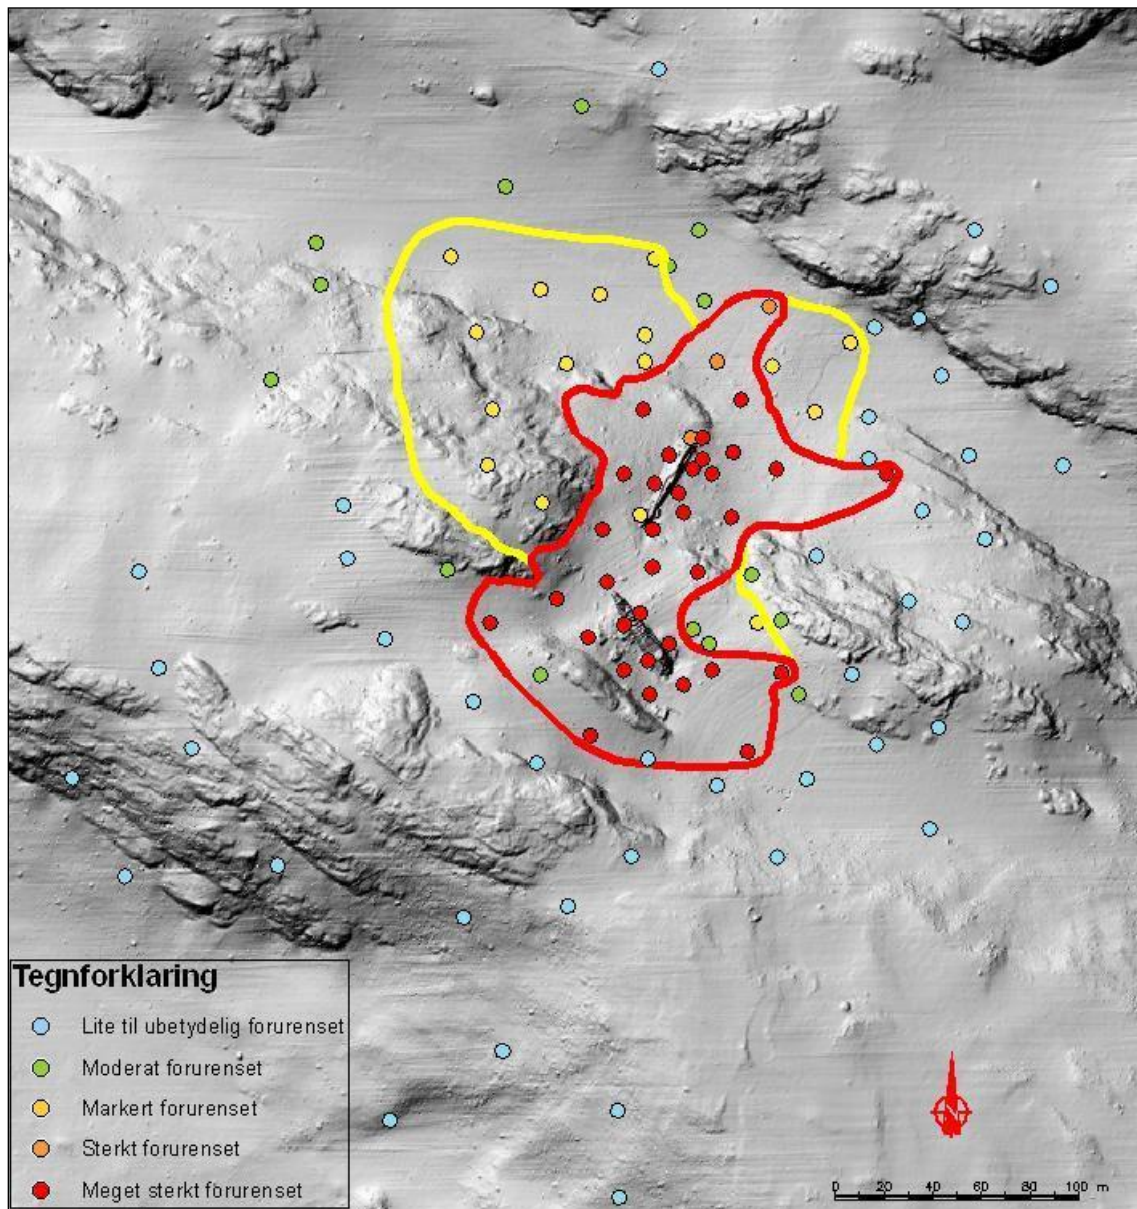 Tegnforklaring
Lite til ubetydelig forurenset
Moderat forurenset
Markert forurenset
Sterkt forurenset
Meget sterkt forurenset
N
0 20 40 60 80 100 m